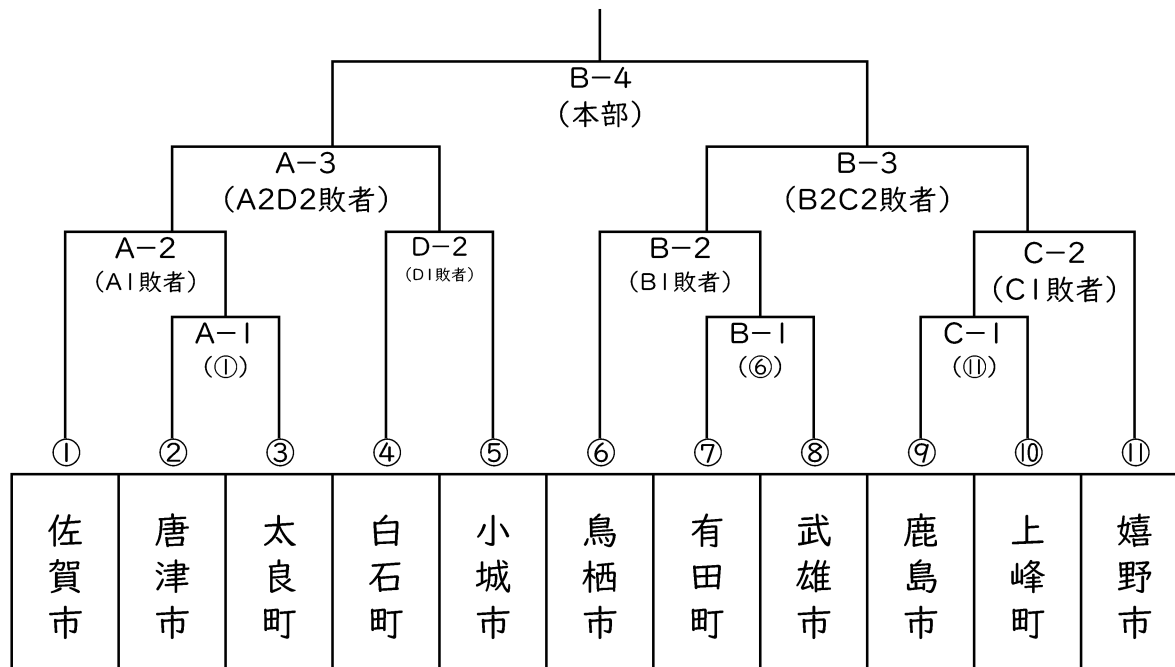 B-4
(本部)
A-3
(A2D2敗者)
B-3
(B2C2敗者)
A-2
(A1敗者)
D-2
(D1敗者)
B-2
(B1敗者)
C-2
(C1敗者)
A-1
(①)
B-1
(⑥)
C-1
(⑪)
① ② ③ ④ ⑤ ⑥ ⑦ ⑧ ⑨ ⑩ ⑪
佐賀市
唐津市
太良町
白石町
小城市
鳥栖市
有田町
武雄市
鹿島市
上峰町
嬉野市